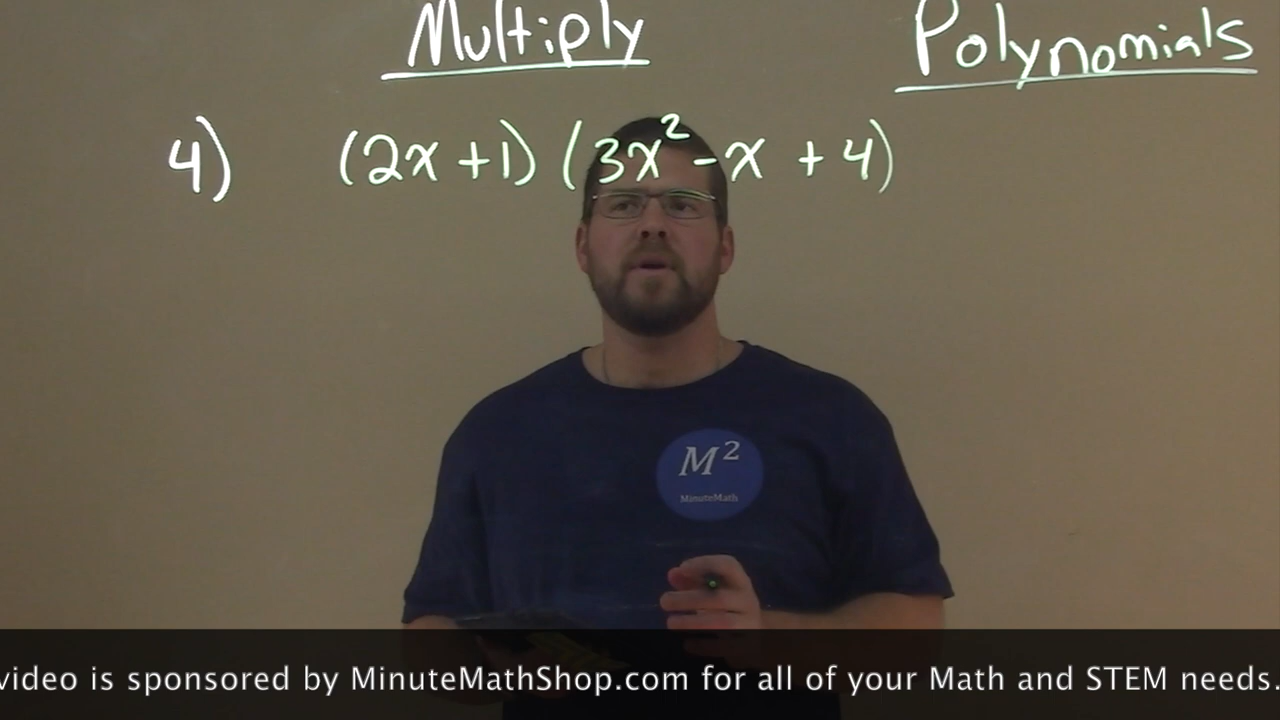 Multiply Polynomials
4) (2x+1) (3x²-x+4)
M²
MinuteMath
video is sponsored by MinuteMathShop.com for all of your Math and STEM needs.